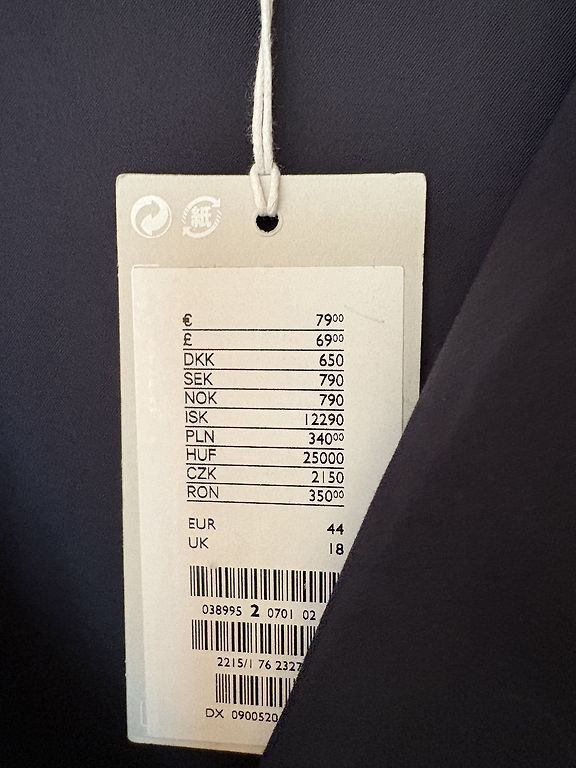 紙
€ 79⁰⁰
£ 69⁰⁰
DKK 650
SEK 790
NOK 790
ISK 12290
PLN 340⁰⁰
HUF 25000
CZK 2150
RON 350⁰⁰
EUR 44
UK 18
038995 2 0701 02
2215/1 76 2327
DX 0900520